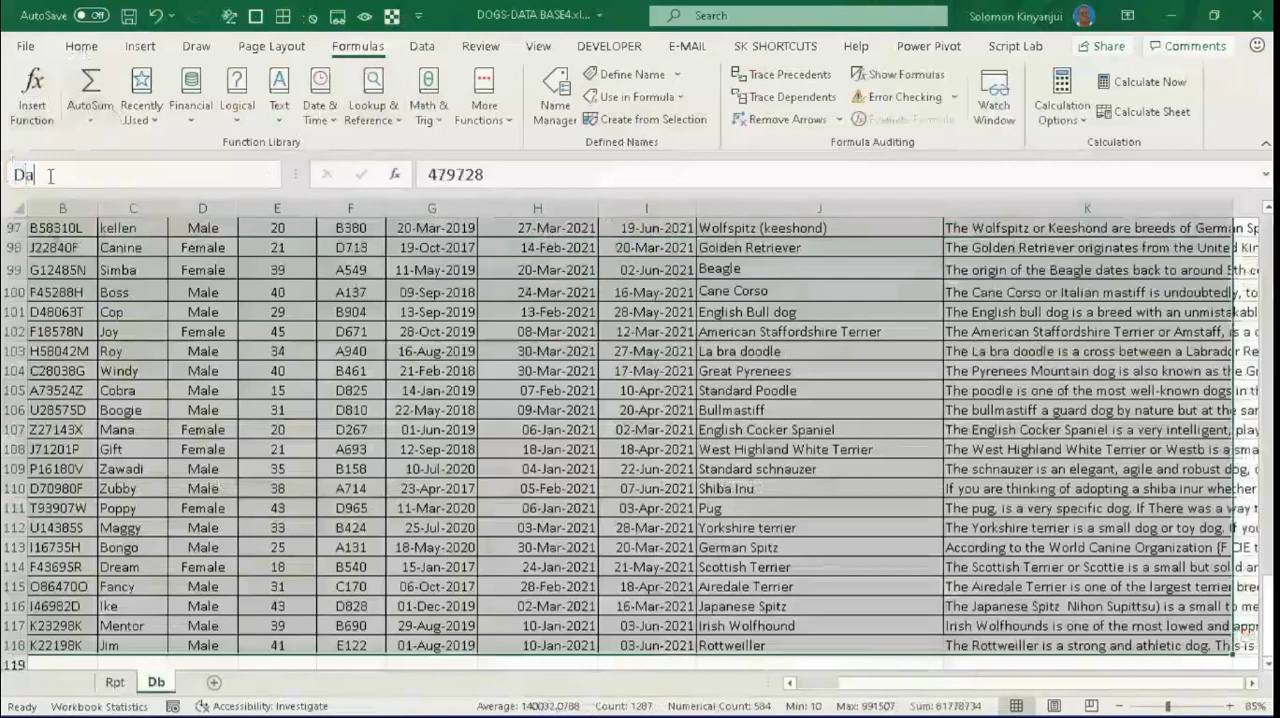 AutoSave Off DOGS-DATA BASE4.xl... Search Solomon Kinyanjui
File Home Insert Draw Page Layout Formulas Data Review View DEVELOPER E-MAIL SK SHORTCUTS Help Power Pivot Script Lab Share Comments
Insert Function AutoSum Recently Used Financial Logical Text Date & Time Lookup & Reference Math & Trig More Functions Name Manager Define Name Use in Formula Create from Selection Trace Precedents Trace Dependents Remove Arrows Show Formulas Error Checking Evaluate Formula Watch Window Calculation Options Calculate Now Calculate Sheet
Function Library Defined Names Formula Auditing Calculation
Da fx 479728
B C D E F G H I J K
97 B58310L kellen Male 20 B380 20-Mar-2019 27-Mar-2021 19-Jun-2021 Wolfspitz (keeshond) The Wolfspitz or Keeshond are breeds of German Sp
98 J22840F Canine Female 21 D713 19-Oct-2017 14-Feb-2021 20-Mar-2021 Golden Retriever The Golden Retriever originates from the United Kin
99 G12485N Simba Female 39 A549 11-May-2019 20-Mar-2021 02-Jun-2021 Beagle The origin of the Beagle dates back to around 5th ce
100 F45288H Boss Male 40 A137 09-Sep-2018 24-Mar-2021 16-May-2021 Cane Corso The Cane Corso or Italian mastiff is undoubtedly, to
101 D48063T Cop Male 29 B904 13-Sep-2019 13-Feb-2021 28-May-2021 English Bull dog The English bull dog is a breed with an unmistakabl
102 F18578N Joy Female 45 D671 28-Oct-2019 08-Mar-2021 12-Mar-2021 American Staffordshire Terrier The American Staffordshire Terrier or Amstaff, is a c
103 H58042M Roy Male 34 A940 16-Aug-2019 30-Mar-2021 27-May-2021 La bra doodle The La bra doodle is a cross between a Labrador Re
104 C28038G Windy Male 40 B461 21-Feb-2018 30-Mar-2021 17-May-2021 Great Pyrenees The Pyrenees Mountain dog is also known as the Gr
105 A73524Z Cobra Male 15 D825 14-Jan-2019 07-Feb-2021 10-Apr-2021 Standard Poodle The poodle is one of the most well-known dogs in t
106 U28575D Boogie Male 31 D810 22-May-2018 09-Mar-2021 20-Apr-2021 Bullmastiff The bullmastiff a guard dog by nature but at the sar
107 Z27143X Mana Female 20 D267 01-Jun-2019 06-Jan-2021 02-Mar-2021 English Cocker Spaniel The English Cocker Spaniel is a very intelligent, play
108 J71201P Gift Female 21 A693 12-Sep-2018 18-Jan-2021 18-Apr-2021 West Highland White Terrier The West Highland White Terrier or Westb is a sma
109 P16180V Zawadi Male 35 B158 10-Jul-2020 04-Jan-2021 22-Jun-2021 Standard schnauzer The schnauzer is an elegant, agile and robust dog, c
110 D70980F Zubby Male 38 A714 23-Apr-2017 05-Feb-2021 07-Jun-2021 Shiba Inu If you are thinking of adopting a shiba inur whether
111 T93907W Poppy Female 43 D965 11-Mar-2020 06-Jan-2021 03-Apr-2021 Pug The pug, is a very specific dog. If There was a way t
112 U14385S Maggy Male 33 B424 25-Jul-2020 03-Mar-2021 28-Mar-2021 Yorkshire terrier The Yorkshire terrier is a small dog or toy dog. If you
113 I16735H Bongo Male 25 A131 18-May-2020 30-Mar-2021 20-Mar-2021 German Spitz According to the World Canine Organization (F CIE t
114 F43695R Dream Female 18 B540 15-Jan-2017 24-Jan-2021 21-May-2021 Scottish Terrier The Scottish Terrier or Scottie is a small but solid an
115 O86470O Fancy Male 31 C170 06-Oct-2017 28-Feb-2021 18-Apr-2021 Airedale Terrier The Airedale Terrier is one of the largest terrier bree
116 I46982D Ike Male 43 D828 01-Dec-2019 02-Mar-2021 16-Mar-2021 Japanese Spitz The Japanese Spitz Nihon Supittsu) is a small to me
117 K23298K Mentor Male 39 B690 29-Aug-2019 10-Jan-2021 03-Jun-2021 Irish Wolfhound Irish Wolfhounds is one of the most lowed and appr
118 K22198K Jim Male 41 E122 01-Aug-2019 10-Jan-2021 03-Jun-2021 Rottweiller The Rottweiller is a strong and athletic dog. This is
119
Rpt Db
Ready Workbook Statistics Accessibility: Investigate Average: 140032.0788 Count: 1287 Numerical Count: 584 Min: 10 Max: 991507 Sum: 61778734 85%